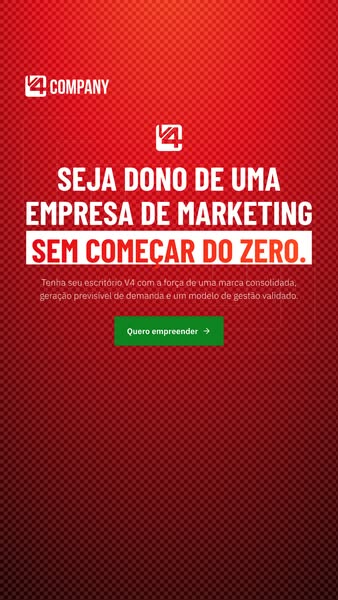 V4 COMPANY
V4
SEJA DONO DE UMA
EMPRESA DE MARKETING
SEM COMEÇAR DO ZERO.
Tenha seu escritório V4 com a força de uma marca consolidada,
geração previsível de demanda e um modelo de gestão validado.
Quero empreender →